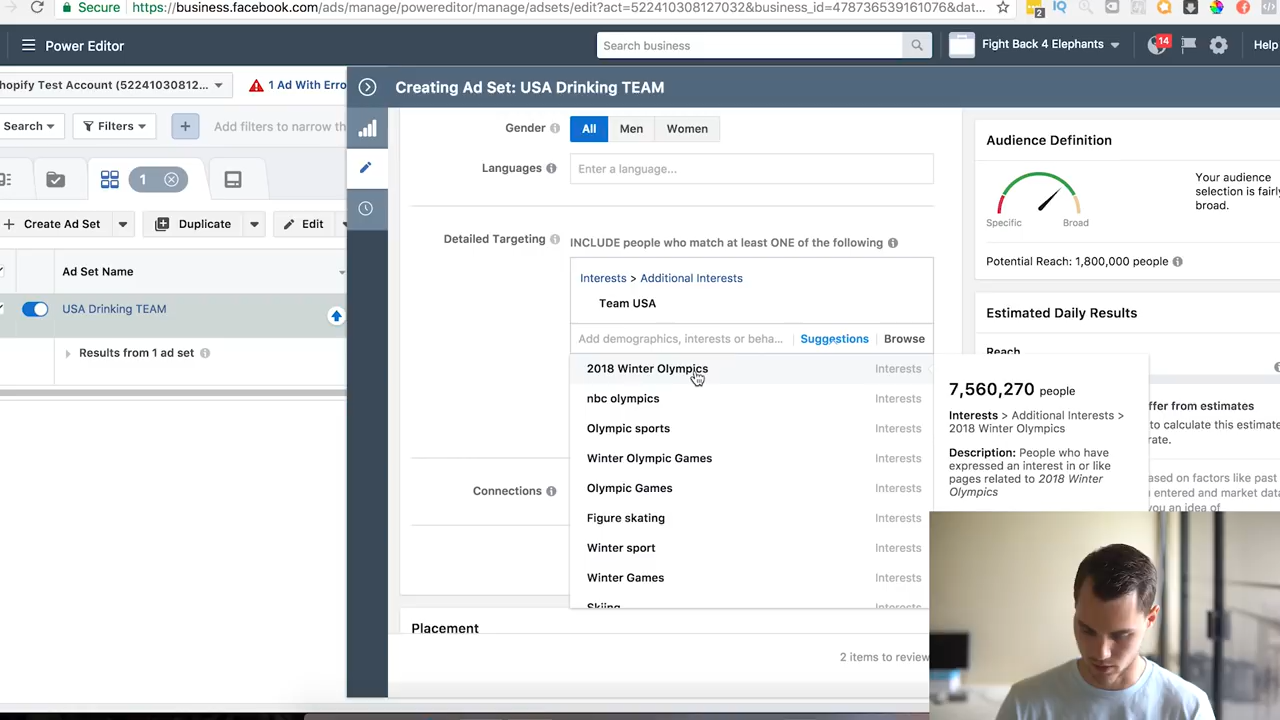 Secure
https://business.facebook.com/ads/manage/powereditor/manage/adsets/edit?act=522410308127032&business_id=478736539161076&dat...
2
Power Editor
Search business
Fight Back 4 Elephants
14
Help
hopify Test Account (52241030812...
1 Ad With Erro
Search
Filters
Add filters to narrow th
1
Create Ad Set
Duplicate
Edit
Ad Set Name
USA Drinking TEAM
Results from 1 ad set
Creating Ad Set: USA Drinking TEAM
Gender
All
Men
Women
Languages
Enter a language...
Detailed Targeting
INCLUDE people who match at least ONE of the following
Interests > Additional Interests
Team USA
Add demographics, interests or beha...
Suggestions
Browse
2018 Winter Olympics Interests
nbc olympics Interests
Olympic sports Interests
Winter Olympic Games Interests
Olympic Games Interests
Figure skating Interests
Winter sport Interests
Winter Games Interests
Skiing Interests
Connections
Placement
2 items to review
Audience Definition
Specific
Broad
Your audience
selection is fairly
broad.
Potential Reach: 1,800,000 people
Estimated Daily Results
Reach
7,560,270 people
Interests > Additional Interests >
2018 Winter Olympics
Description: People who have
expressed an interest in or like
pages related to 2018 Winter
Olympics
ffer from estimates
to calculate this estimate
rate.
ased on factors like past
entered and market data
you an idea of